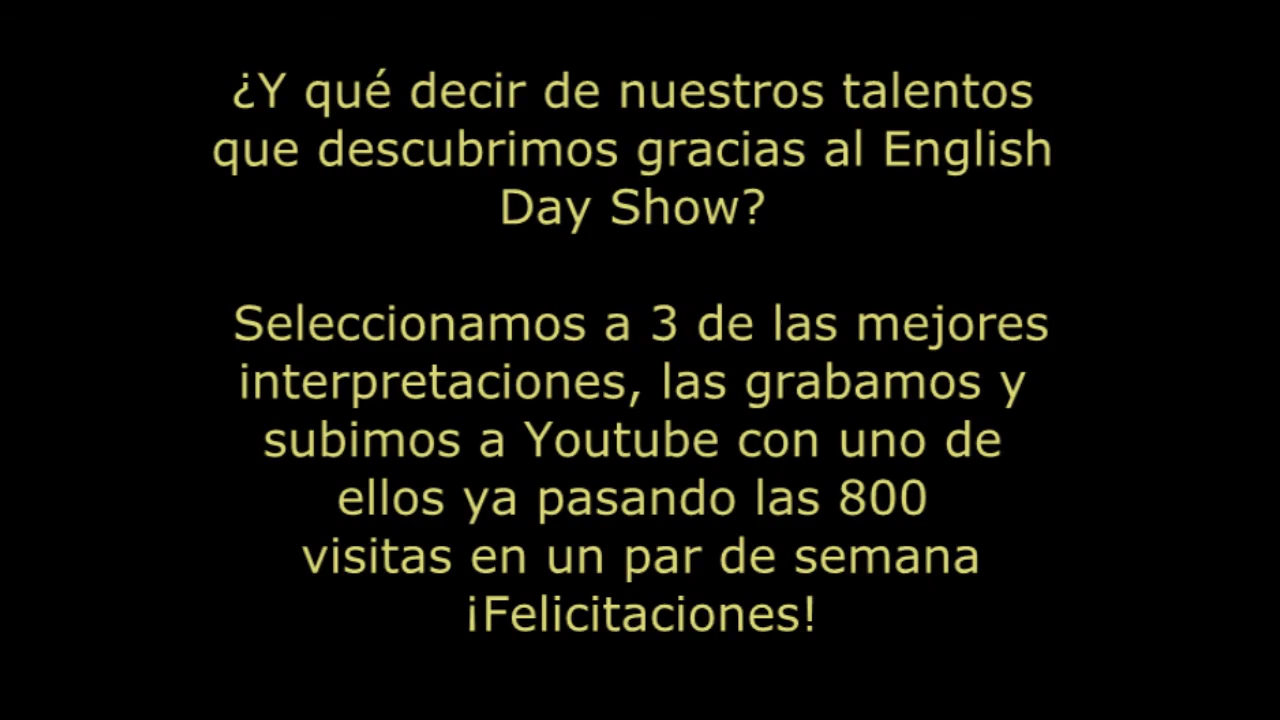 ¿Y qué decir de nuestros talentos
que descubrimos gracias al English
Day Show?
Seleccionamos a 3 de las mejores
interpretaciones, las grabamos y
subimos a Youtube con uno de
ellos ya pasando las 800
visitas en un par de semana
¡Felicitaciones!